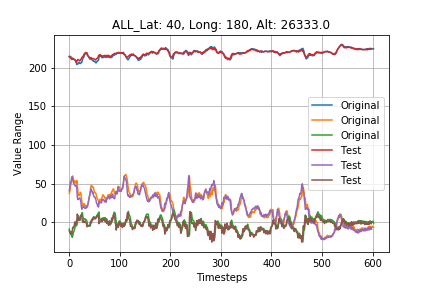 ALL_Lat: 40, Long: 180, Alt: 26333.0
200
150
100
50
0
Value Range
Original
Original
Original
Test
Test
Test
0 100 200 300 400 500 600
Timesteps